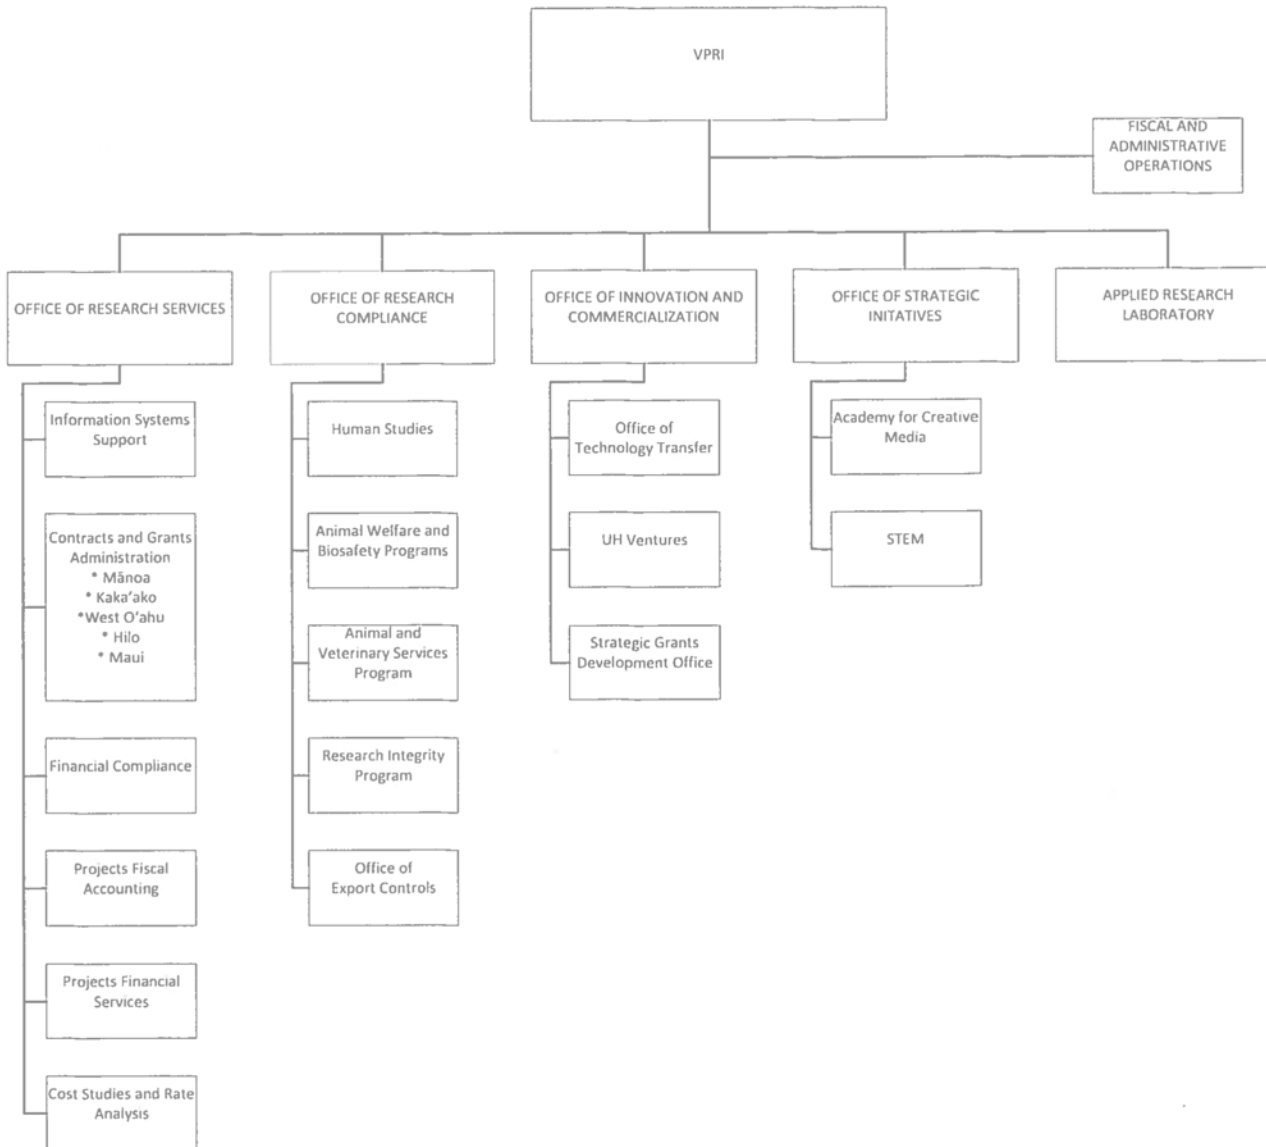 VPRI
FISCAL AND
ADMINISTRATIVE
OPERATIONS
OFFICE OF RESEARCH SERVICES
OFFICE OF RESEARCH
COMPLIANCE
OFFICE OF INNOVATION AND
COMMERCIALIZATION
OFFICE OF STRATEGIC
INITATIVES
APPLIED RESEARCH
LABORATORY
Information Systems
Support
Contracts and Grants
Administration
* Mānoa
* Kakaʻako
*West Oʻahu
* Hilo
* Maui
Financial Compliance
Projects Fiscal
Accounting
Projects Financial
Services
Cost Studies and Rate
Analysis
Human Studies
Animal Welfare and
Biosafety Programs
Animal and
Veterinary Services
Program
Research Integrity
Program
Office of
Export Controls
Office of
Technology Transfer
UH Ventures
Strategic Grants
Development Office
Academy for Creative
Media
STEM